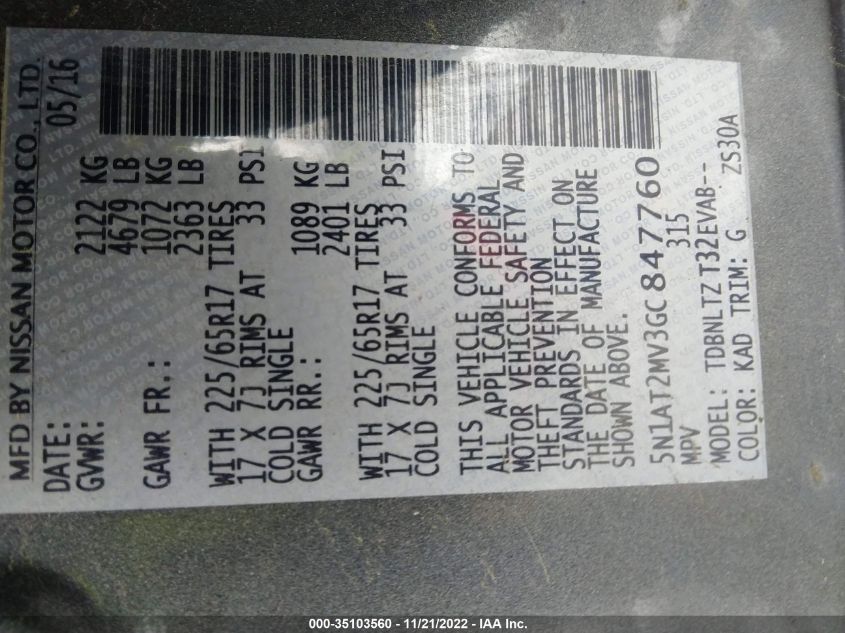 MFD BY NISSAN MOTOR CO., LTD.
DATE: 05/16
GVWR: 2122 KG
4679 LB
GAWR FR.: 1072 KG
2363 LB
WITH 225/65R17 TIRES
17 X 7J RIMS AT 33 PSI
COLD SINGLE
GAWR RR.: 1089 KG
2401 LB
WITH 225/65R17 TIRES
17 X 7J RIMS AT 33 PSI
COLD SINGLE
THIS VEHICLE CONFORMS TO
ALL APPLICABLE FEDERAL
MOTOR VEHICLE SAFETY AND
THEFT PREVENTION
STANDARDS IN EFFECT ON
THE DATE OF MANUFACTURE
SHOWN ABOVE.
5N1AT2MV3GC847760
MPV 315
MODEL: TDBNLTZ T32EVAB--
COLOR: KAD TRIM: G ZS30A
000-35103560 - 11/21/2022 - IAA Inc.